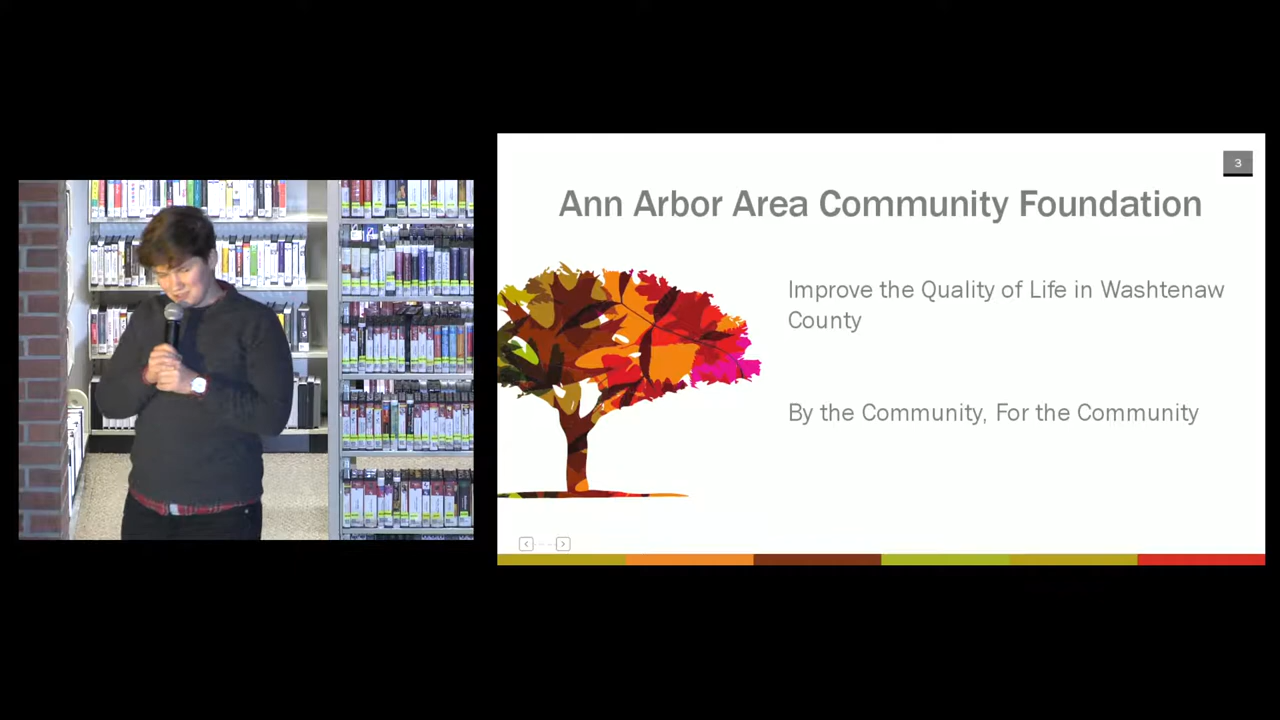 3
Ann Arbor Area Community Foundation
Improve the Quality of Life in Washtenaw
County
By the Community, For the Community